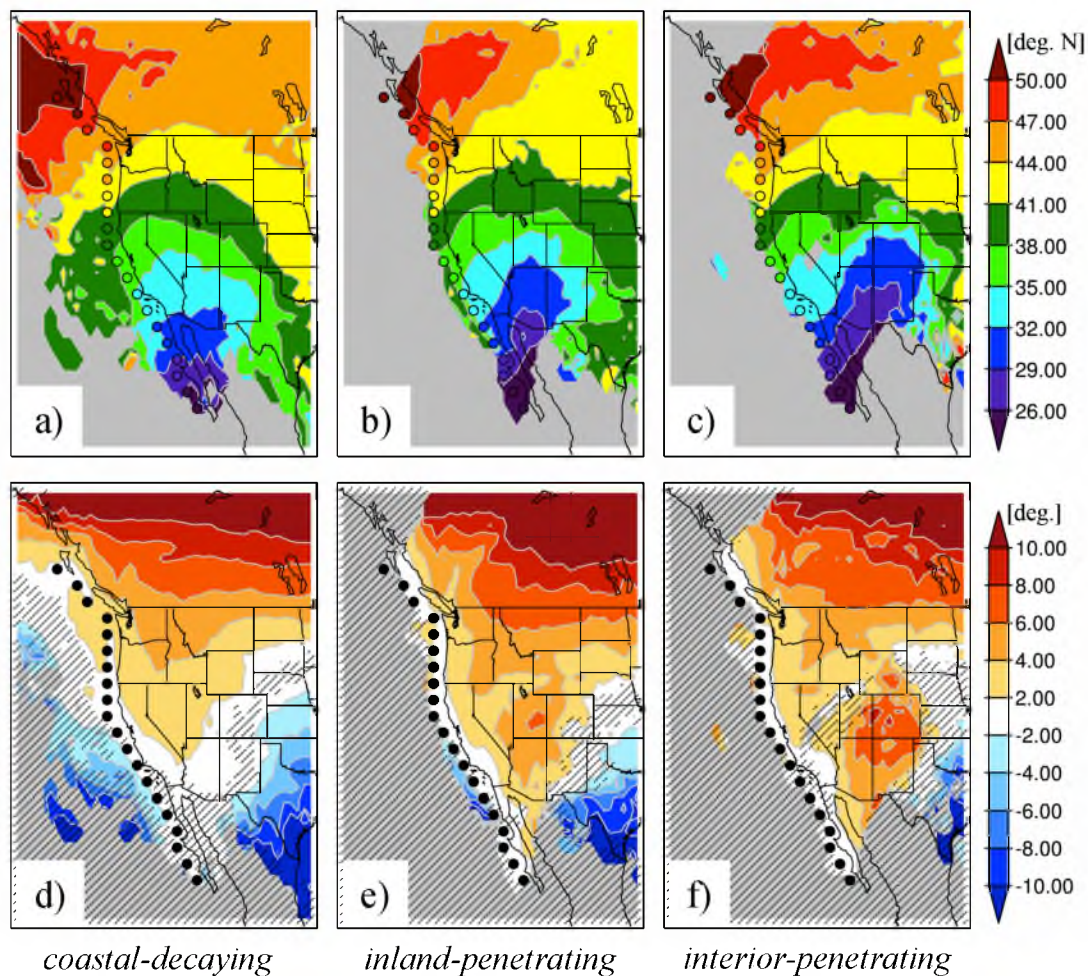 [deg. N]
50.00
47.00
44.00
41.00
38.00
35.00
32.00
29.00
26.00
a)
b)
c)
[deg.]
10.00
8.00
6.00
4.00
2.00
-2.00
-4.00
-6.00
-8.00
-10.00
d)
e)
f)
coastal-decaying
inland-penetrating
interior-penetrating